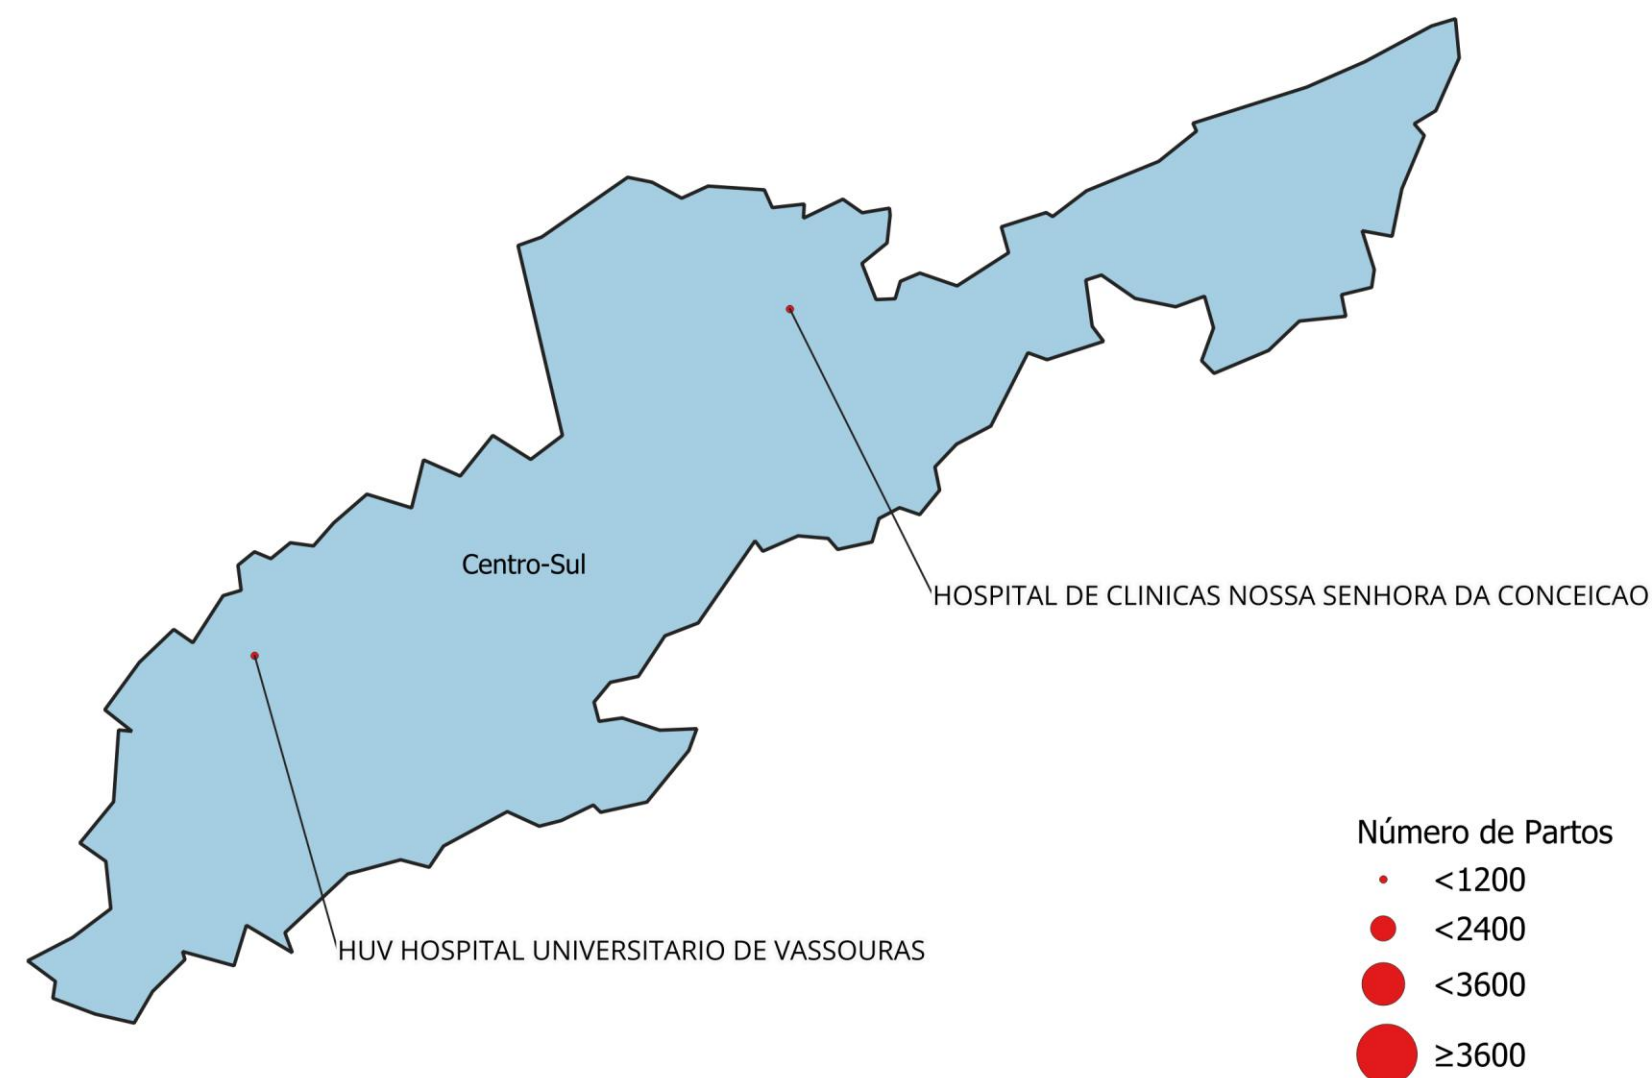 Centro-Sul
HOSPITAL DE CLINICAS NOSSA SENHORA DA CONCEICAO
HUV HOSPITAL UNIVERSITARIO DE VASSOURAS
Número de Partos
<1200
<2400
<3600
≥3600